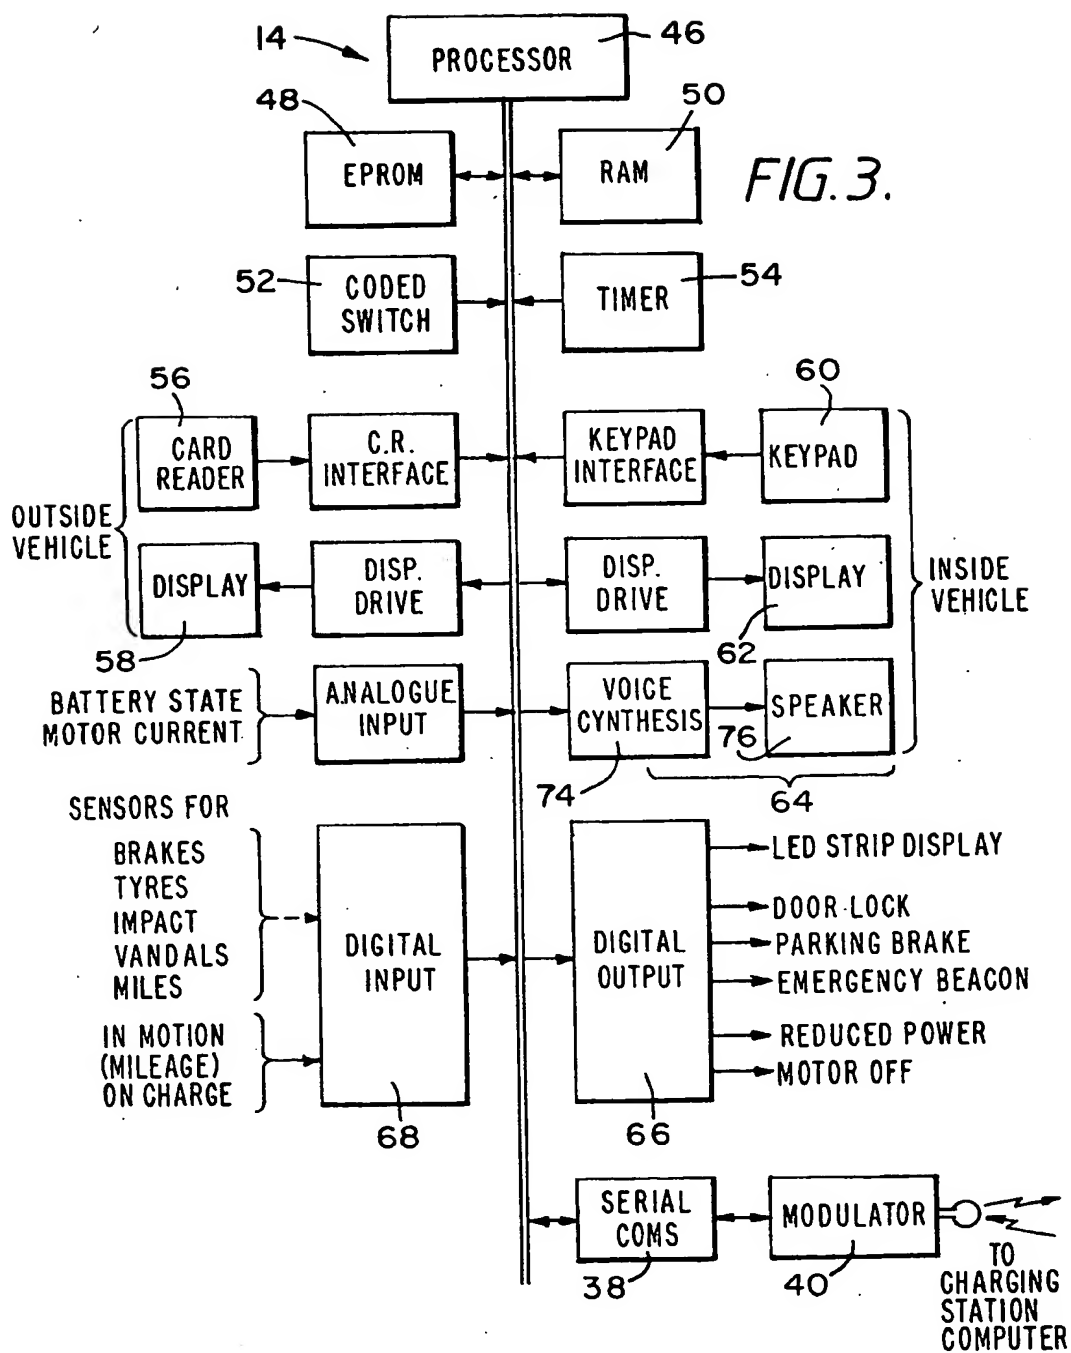 14
46
PROCESSOR
48
50
EPROM
RAM
FIG. 3.
52
CODED
SWITCH
54
TIMER
56
60
CARD
READER
C.R.
INTERFACE
KEYPAD
INTERFACE
KEYPAD
OUTSIDE
VEHICLE
DISPLAY
DISP.
DRIVE
DISP.
DRIVE
DISPLAY
INSIDE
VEHICLE
58
62
BATTERY STATE
MOTOR CURRENT
ANALOGUE
INPUT
VOICE
CYNTHESIS
SPEAKER
76
74
64
SENSORS FOR
BRAKES
TYRES
IMPACT
VANDALS
MILES
IN MOTION
(MILEAGE)
ON CHARGE
DIGITAL
INPUT
68
DIGITAL
OUTPUT
66
LED STRIP DISPLAY
DOOR LOCK
PARKING BRAKE
EMERGENCY BEACON
REDUCED POWER
MOTOR OFF
SERIAL
COMS
38
MODULATOR
40
TO
CHARGING
STATION
COMPUTER